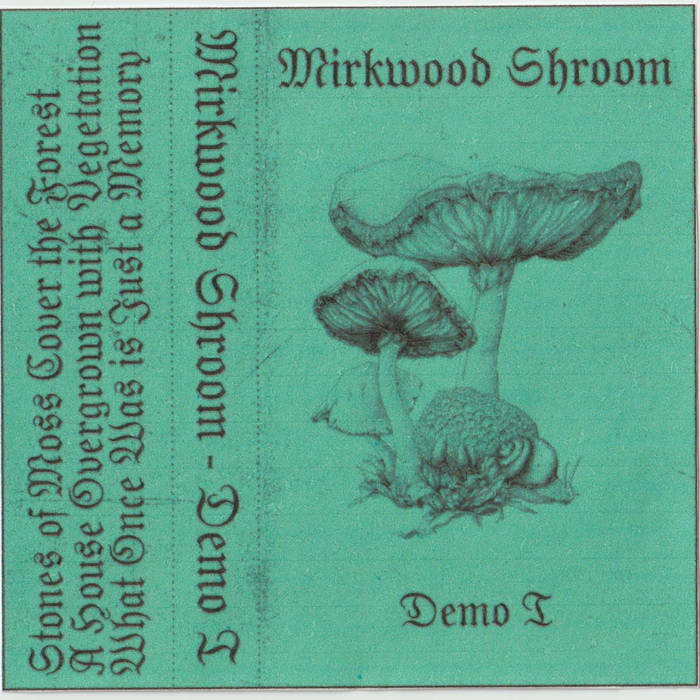 Stones of Moss Cover the Forest
A House Overgrown with Vegetation
What Once Was is Just a Memory
Mirkwood Shroom - Demo I
Mirkwood Shroom
Demo I